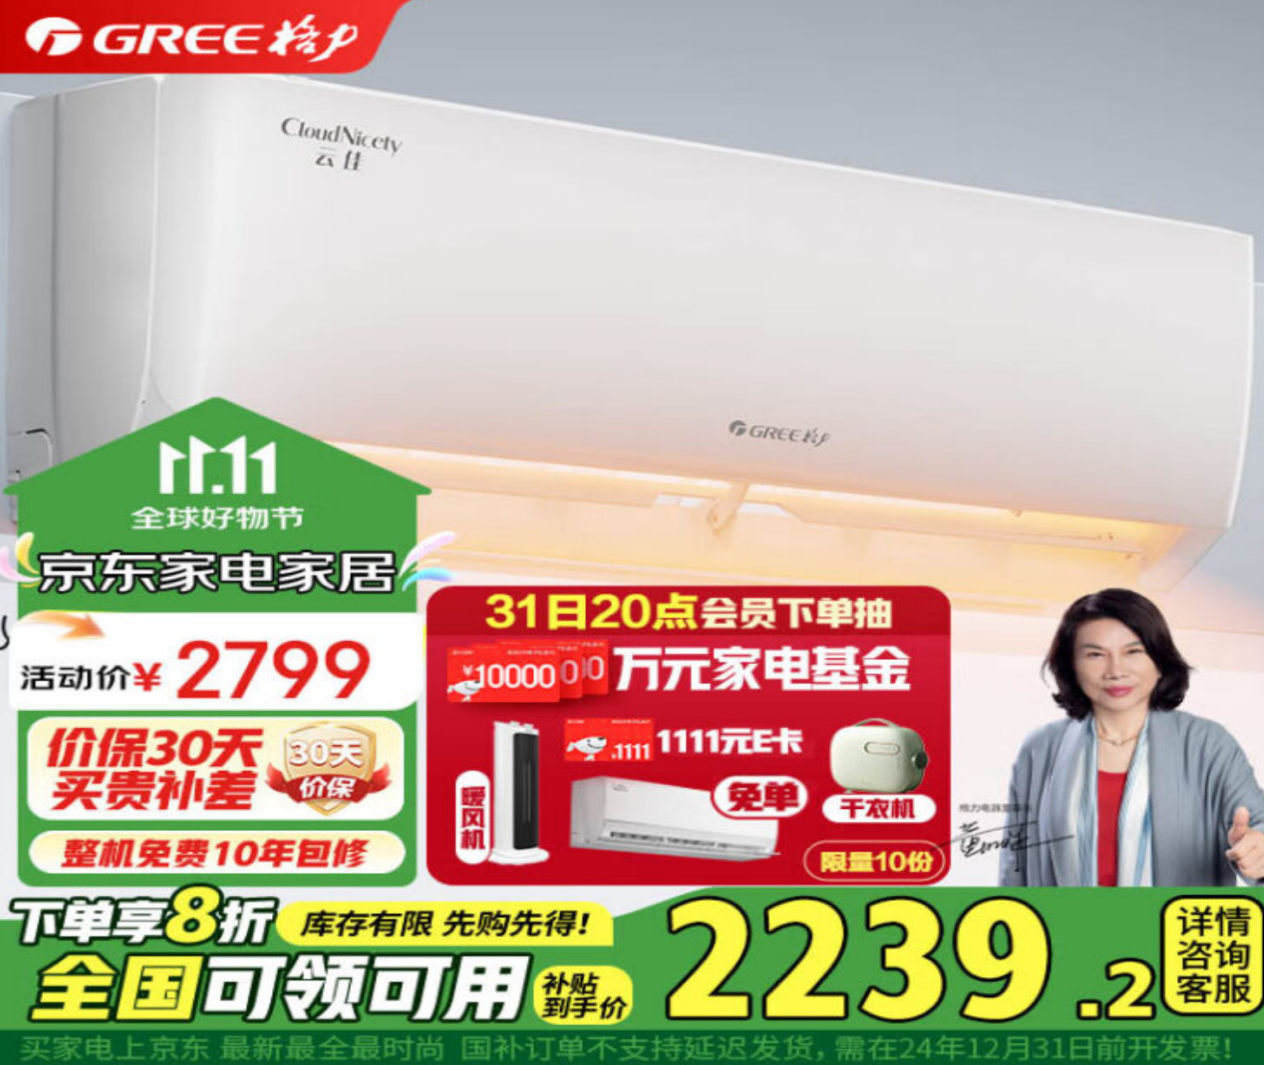 GREE 格力
CloudNicety
云佳
GREE 格力
11.11
全球好物节
京东家电家居
活动价¥2799
价保30天
买贵补差
30天
价保
整机免费10年包修
31日20点会员下单抽
¥10000
万元家电基金
1111
1111元E卡
暖风机
免单
干衣机
限量10份
下单享8折
库存有限 先购先得!
全国可领可用
补贴
到手价
2239.2
详情
咨询
客服
买家电上京东 最新最全最时尚 国补订单不支持延迟发货,需在24年12月31日前开发票!